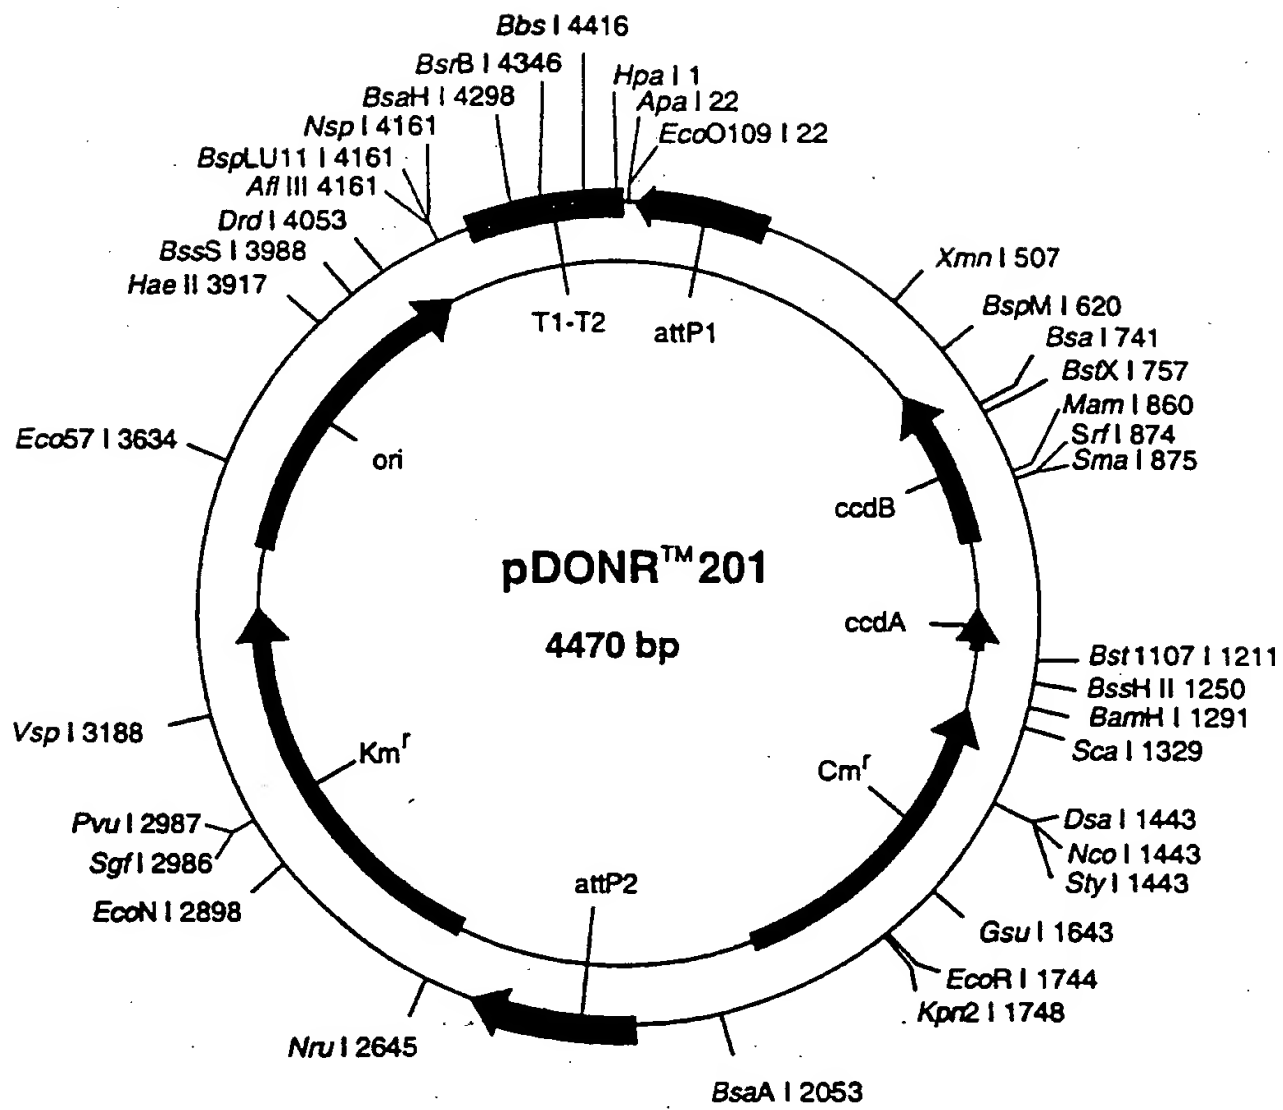 Bbs I 4416
BsrB I 4346
BsaH I 4298
Nsp I 4161
BspLU11 I 4161
Afl III 4161
Drd I 4053
BssS I 3988
Hae II 3917
Hpa I 1
Apa I 22
EcoO109 I 22
Xmn I 507
BspM I 620
Bsa I 741
BstX I 757
Mam I 860
Srf I 874
Sma I 875
T1-T2
attP1
Eco57 I 3634
ori
ccdB
pDONR™201
4470 bp
ccdA
Bst1107 I 1211
BssH II 1250
BamH I 1291
Sca I 1329
Vsp I 3188
Kmʳ
Cmʳ
Pvu I 2987
Sgf I 2986
EcoN I 2898
Dsa I 1443
Nco I 1443
Sty I 1443
attP2
Gsu I 1643
EcoR I 1744
Kpn2 I 1748
Nru I 2645
BsaA I 2053